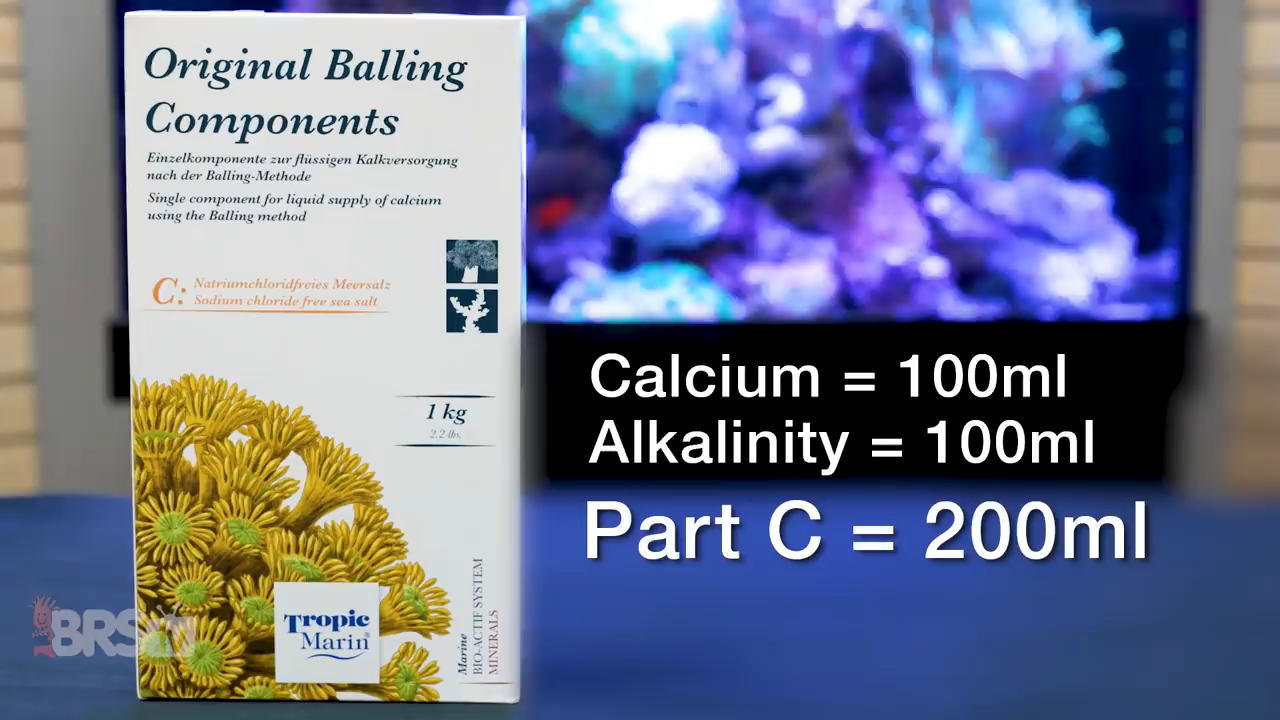 Original Balling
Components
Einzelkomponente zur flüssigen Kalkversorgung
nach der Balling-Methode
Single component for liquid supply of calcium
using the Balling method
C: Natriumchloridfreies Meersalz
Sodium chloride free sea salt
1 kg
2.2 lbs.
Calcium = 100ml
Alkalinity = 100ml
Part C = 200ml
Tropic
Marin®
Marine
BIO-ACTIF SYSTEM
MINERALS
BRStv